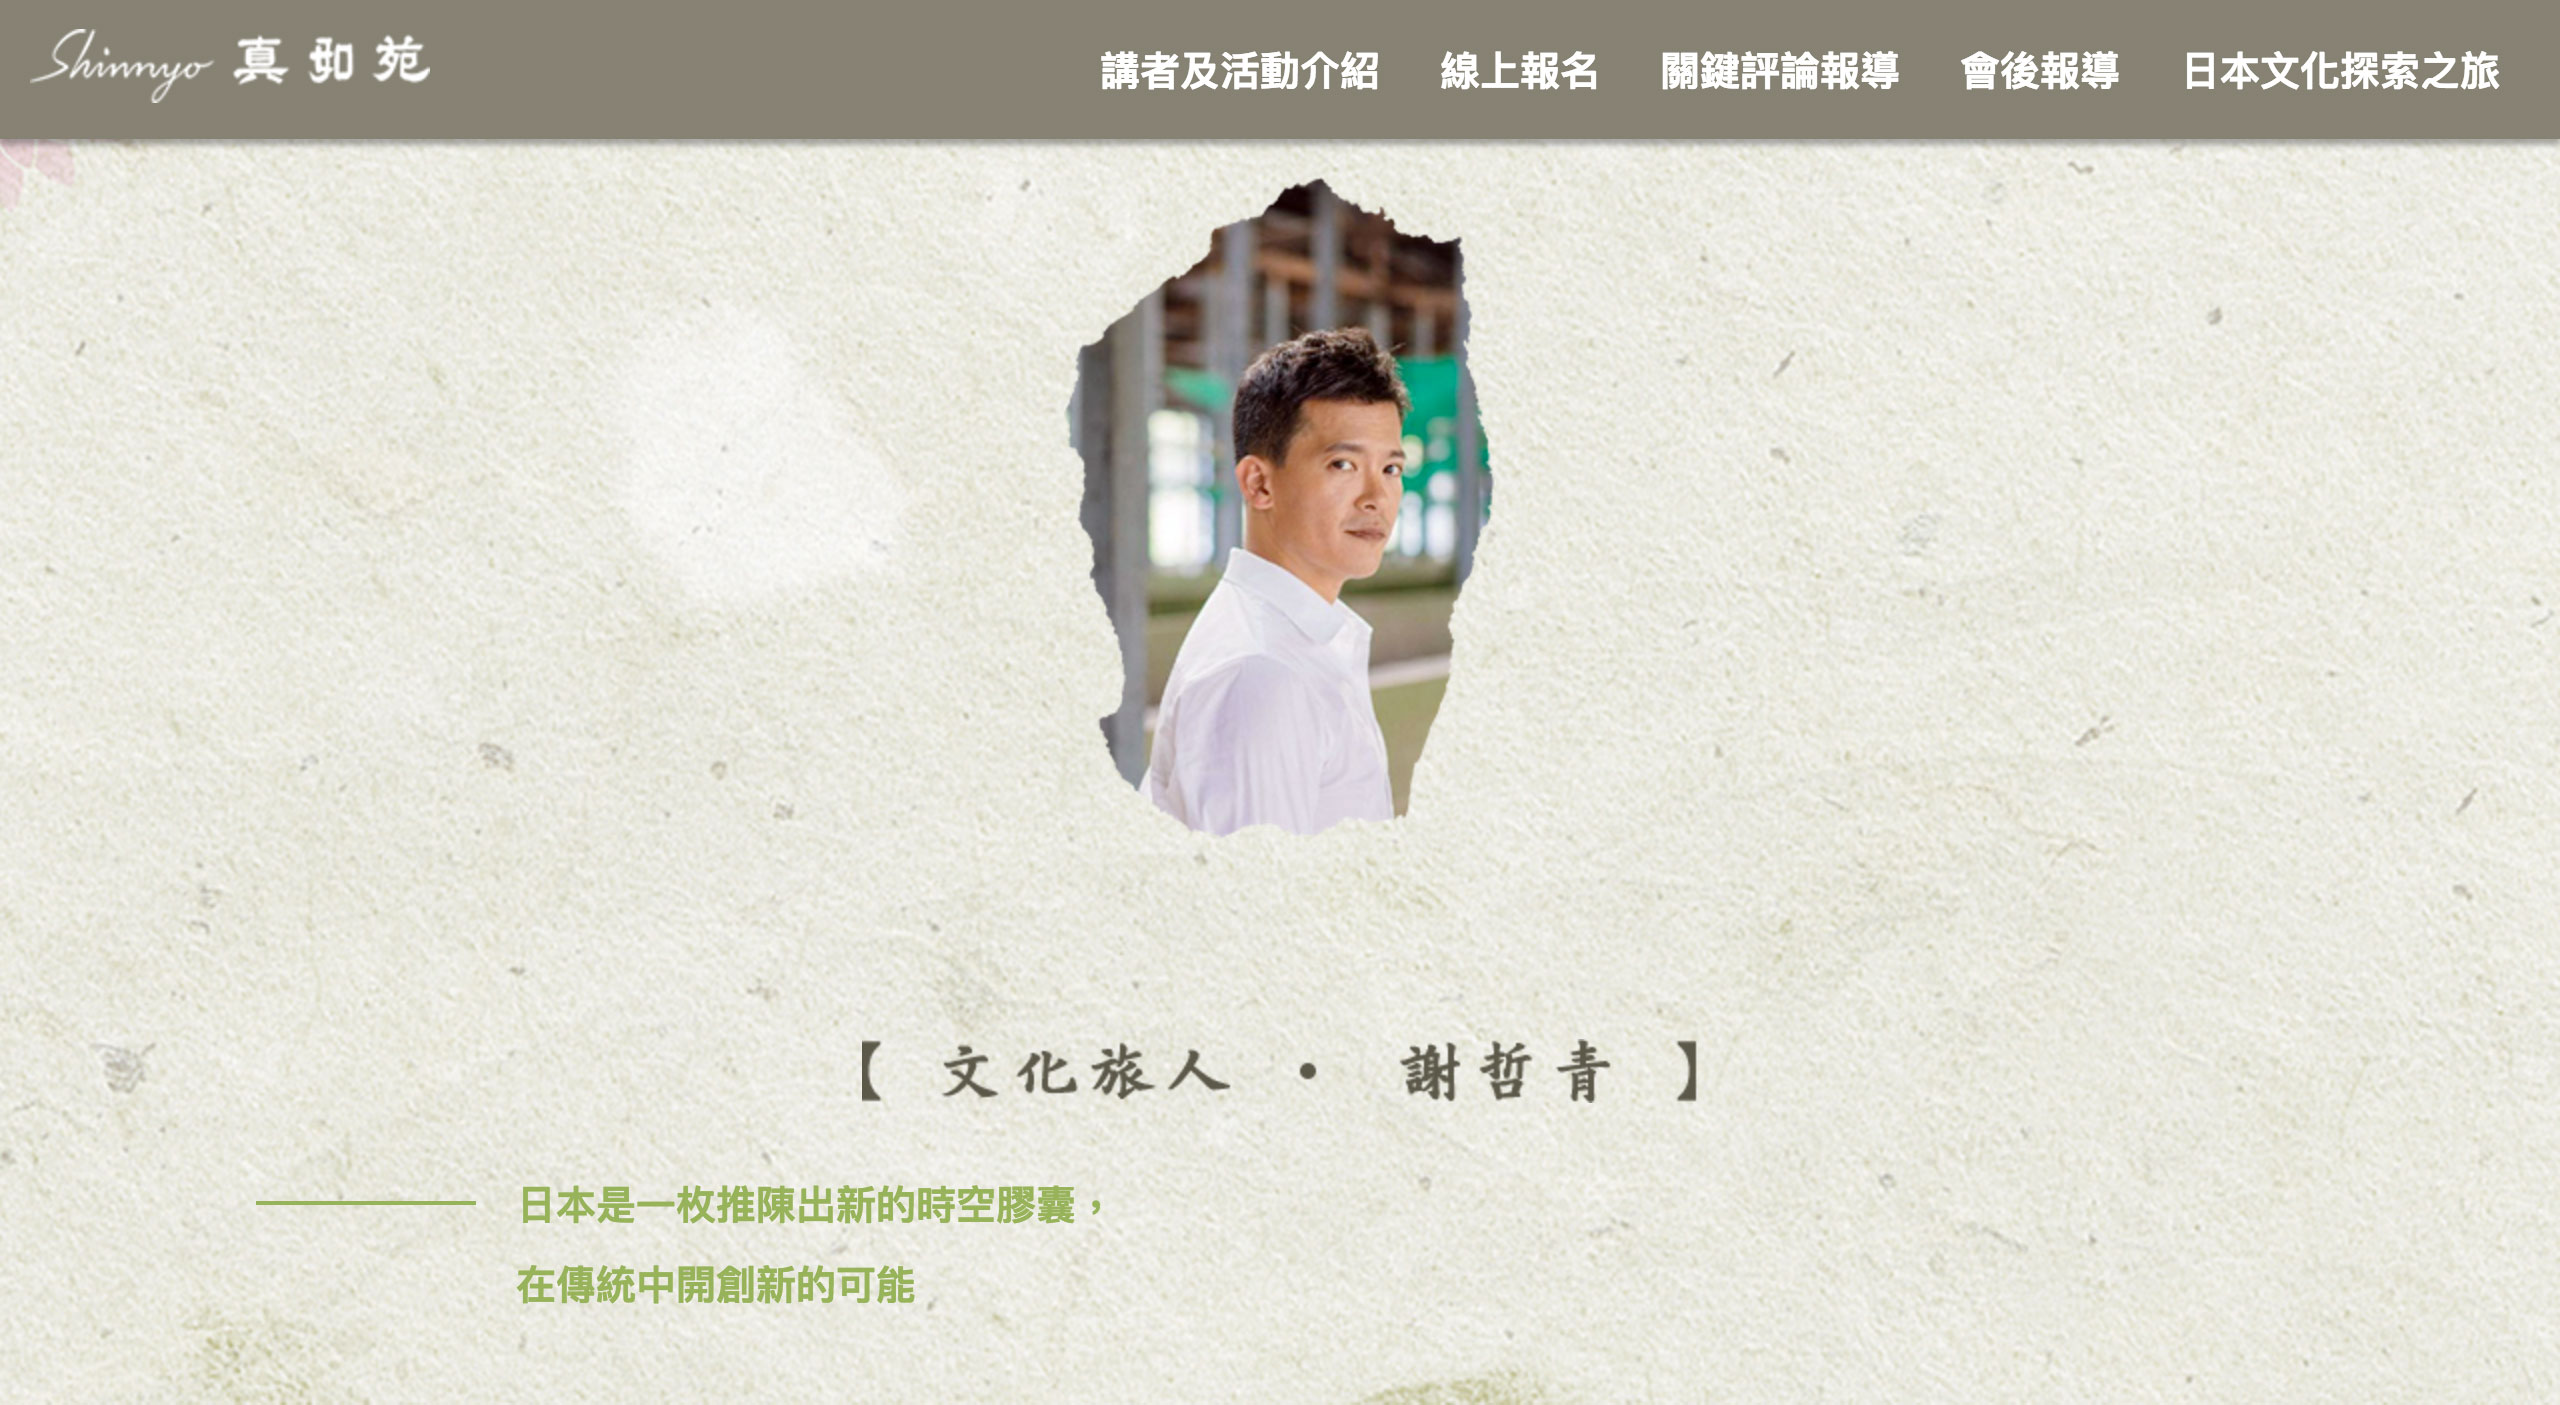 Shinnyo 真如苑
講者及活動介紹 線上報名 關鍵評論報導 會後報導 日本文化探索之旅
【 文化旅人 • 謝哲青 】
日本是一枚推陳出新的時空膠囊，
在傳統中開創新的可能